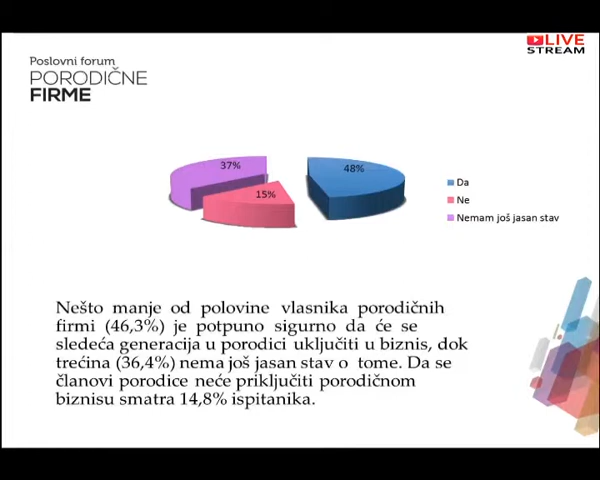 LIVE
STREAM
Poslovni forum
PORODIČNE
FIRME
37%
48%
15%
Da
Ne
Nemam još jasan stav
Nešto manje od polovine vlasnika porodičnih
firmi (46,3%) je potpuno sigurno da će se
sledeća generacija u porodici uključiti u biznis, dok
trećina (36,4%) nema još jasan stav o tome. Da se
članovi porodice neće priključiti porodičnom
biznisu smatra 14,8% ispitanika.